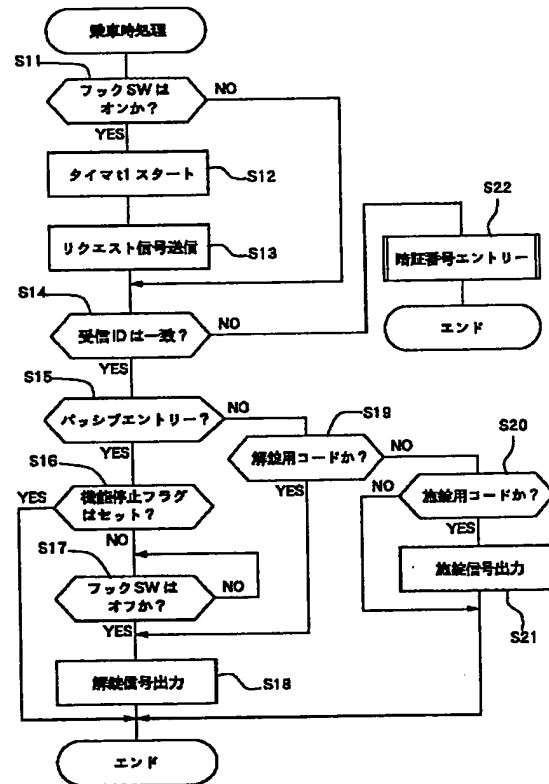 乗車時処理
S11
フックSWは
オンか？
NO
YES
タイマt1 スタート
S12
リクエスト信号送信
S13
S14
受信IDは一致？
NO
YES
S22
暗証番号エントリー
エンド
S15
パッシブエントリー？
NO
YES
S19
解錠用コードか？
NO
YES
S20
施錠用コードか？
NO
YES
施錠信号出力
S21
S16
機能停止フラグ
はセット？
YES
NO
S17
フックSWは
オフか？
NO
YES
解錠信号出力
S18
エンド